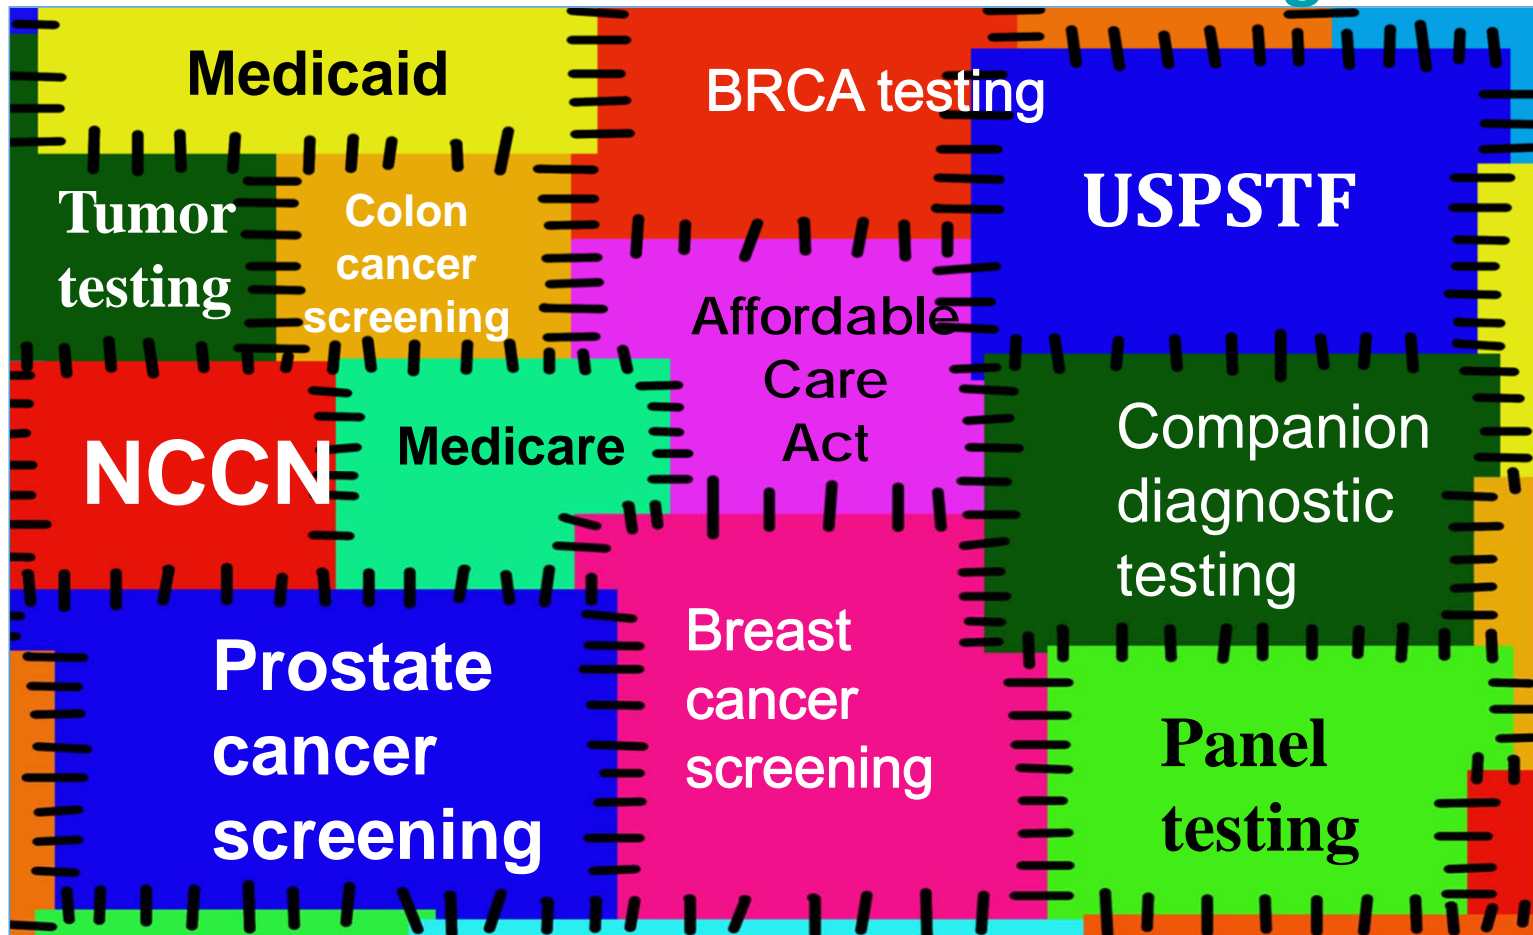 Medicaid
BRCA testing
USPSTF
Tumor
testing
Colon
cancer
screening
Affordable
Care
Act
NCCN
Medicare
Companion
diagnostic
testing
Prostate
cancer
screening
Breast
cancer
screening
Panel
testing